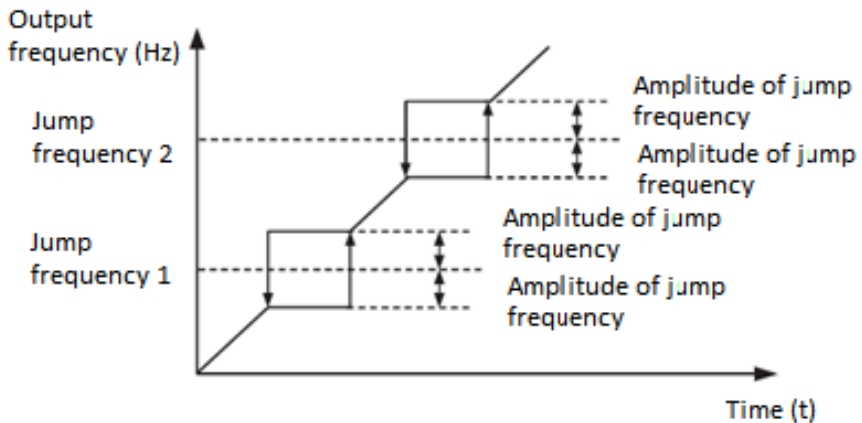 Output
frequency (Hz)
Amplitude of jump
frequency
Jump
frequency 2
Amplitude of jump
frequency
Amplitude of jump
frequency
Jump
frequency 1
Amplitude of jump
frequency
Time (t)